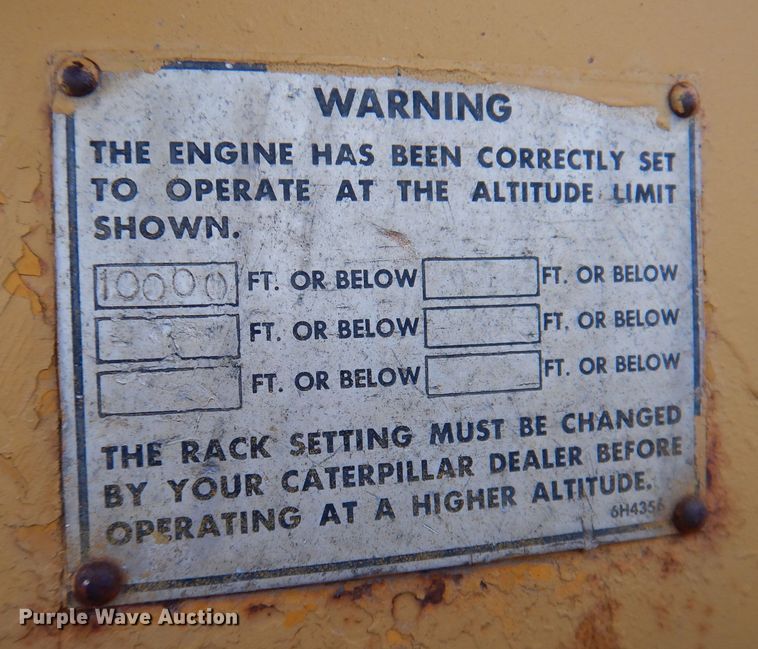 WARNING
THE ENGINE HAS BEEN CORRECTLY SET
TO OPERATE AT THE ALTITUDE LIMIT
SHOWN.
10000 FT. OR BELOW FT. OR BELOW
FT. OR BELOW FT. OR BELOW
FT. OR BELOW FT. OR BELOW
THE RACK SETTING MUST BE CHANGED
BY YOUR CATERPILLAR DEALER BEFORE
OPERATING AT A HIGHER ALTITUDE.
6H4356
Purple Wave Auction